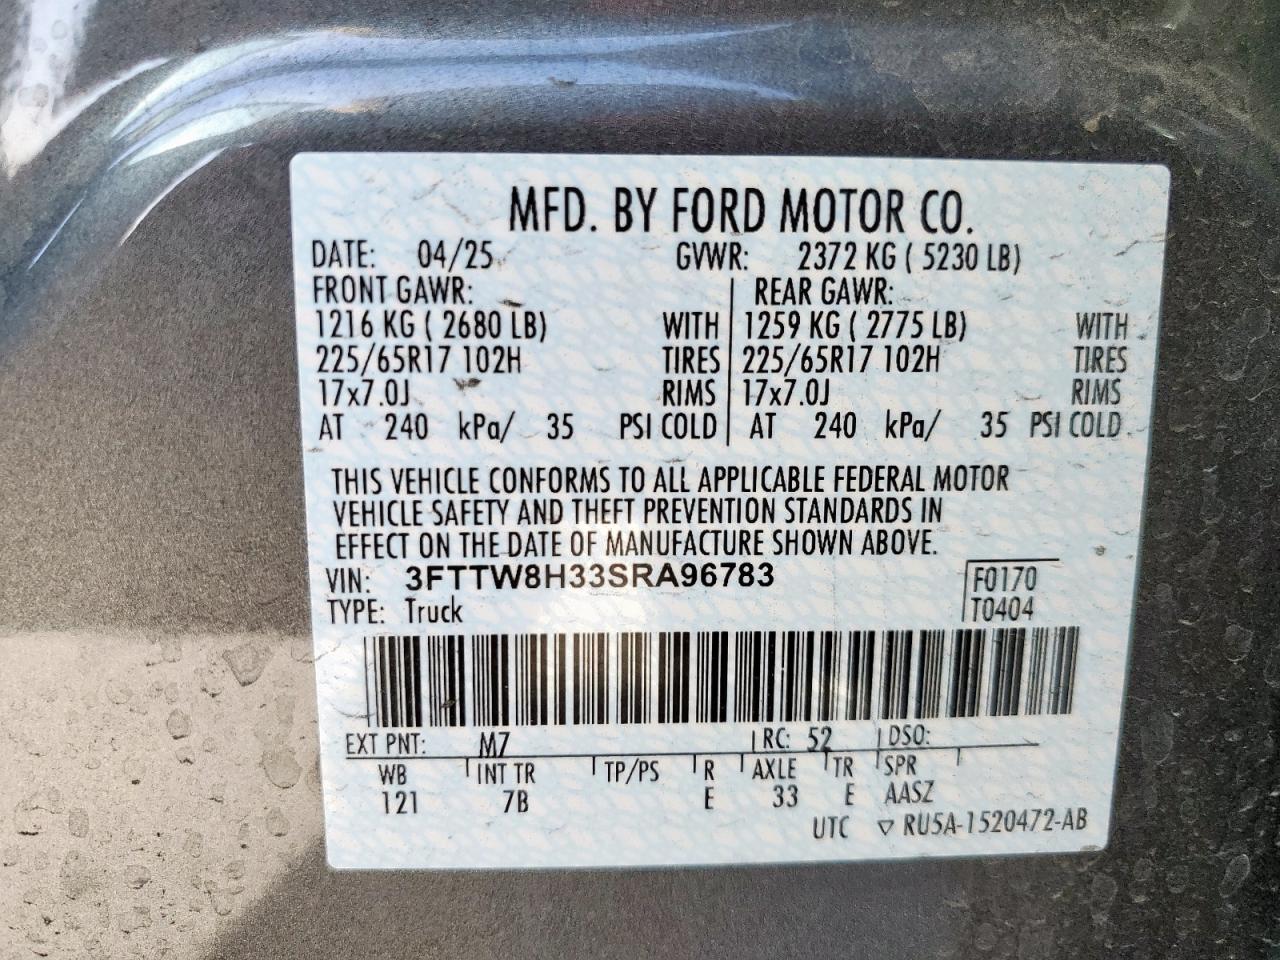 MFD. BY FORD MOTOR CO.
DATE: 04/25 GVWR: 2372 KG ( 5230 LB)
FRONT GAWR: REAR GAWR:
1216 KG ( 2680 LB) WITH 1259 KG ( 2775 LB) WITH
225/65R17 102H TIRES 225/65R17 102H TIRES
17x7.0J RIMS 17x7.0J RIMS
AT 240 kPa/ 35 PSI COLD AT 240 kPa/ 35 PSI COLD
THIS VEHICLE CONFORMS TO ALL APPLICABLE FEDERAL MOTOR
VEHICLE SAFETY AND THEFT PREVENTION STANDARDS IN
EFFECT ON THE DATE OF MANUFACTURE SHOWN ABOVE.
VIN: 3FTTW8H33SRA96783 F0170
TYPE: Truck T0404
EXT PNT: M7 RC: 52 DSO:
WB INT TR TP/PS R AXLE TR SPR
121 7B E 33 E AASZ
UTC ▽ RU5A-1520472-AB